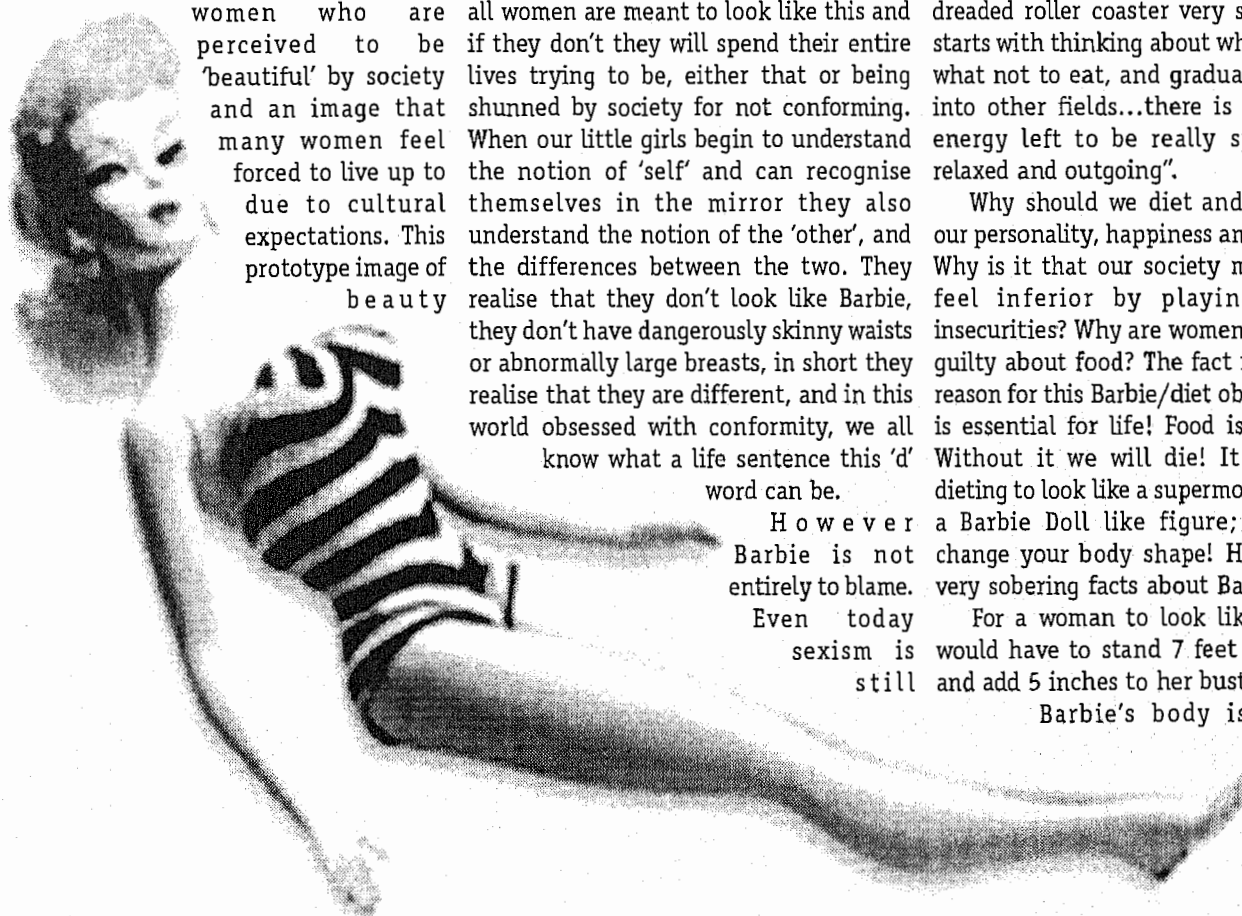 women who are
perceived to be
'beautiful' by society
and an image that
many women feel
forced to live up to
due to cultural
expectations. This
prototype image of
beauty
all women are meant to look like this and
if they don't they will spend their entire
lives trying to be, either that or being
shunned by society for not conforming.
When our little girls begin to understand
the notion of 'self' and can recognise
themselves in the mirror they also
understand the notion of the 'other', and
the differences between the two. They
realise that they don't look like Barbie,
they don't have dangerously skinny waists
or abnormally large breasts, in short they
realise that they are different, and in this
world obsessed with conformity, we all
know what a life sentence this 'd'
word can be.
However
Barbie is not
entirely to blame.
Even today
sexism is
still
dreaded roller coaster very s
starts with thinking about wh
what not to eat, and gradua
into other fields...there is
energy left to be really s
relaxed and outgoing".
Why should we diet and
our personality, happiness an
Why is it that our society m
feel inferior by playin
insecurities? Why are women
guilty about food? The fact
reason for this Barbie/diet ob
is essential for life! Food is
Without it we will die! It
dieting to look like a supermo
a Barbie Doll like figure;
change your body shape! H
very sobering facts about Ba
For a woman to look lik
would have to stand 7 feet
and add 5 inches to her bust
Barbie's body is